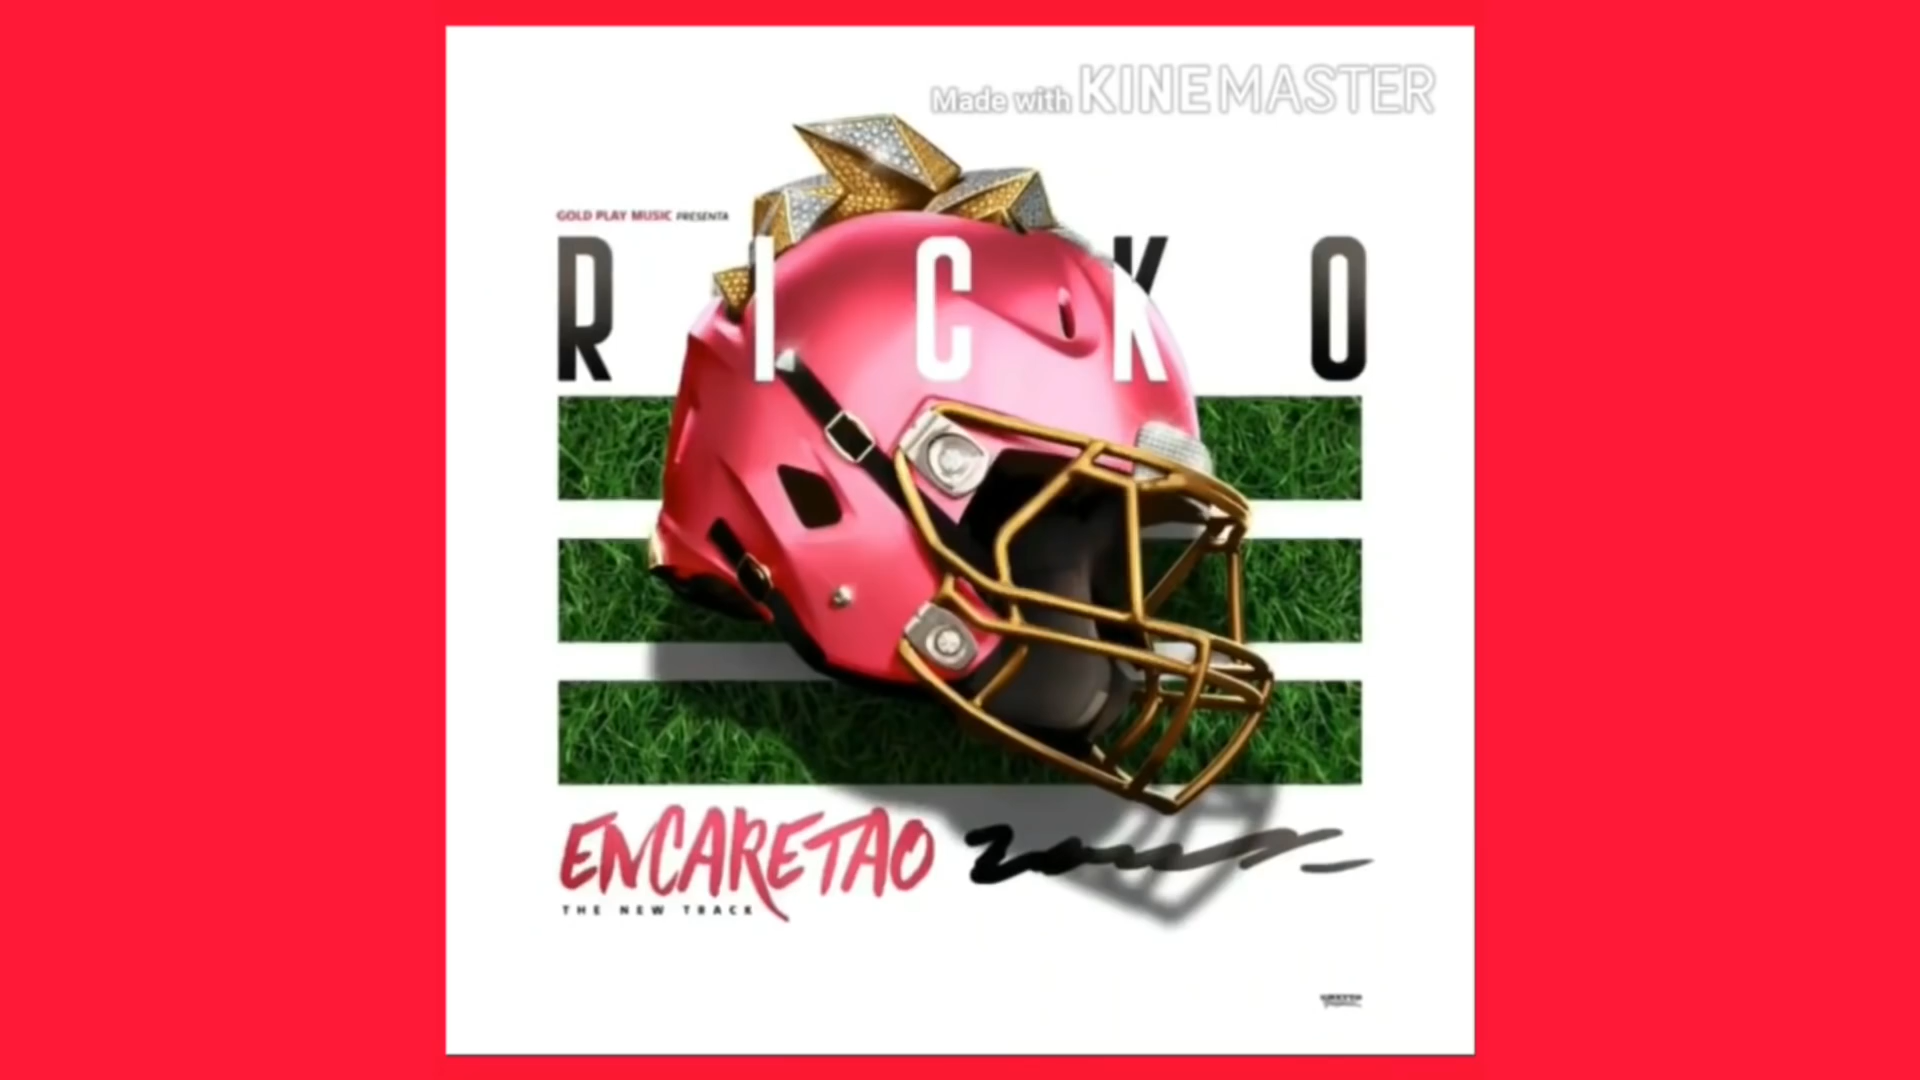 Made with KINEMASTER
GOLD PLAY MUSIC PRESENTA
RICKO
ENCARETAO
THE NEW TRACK